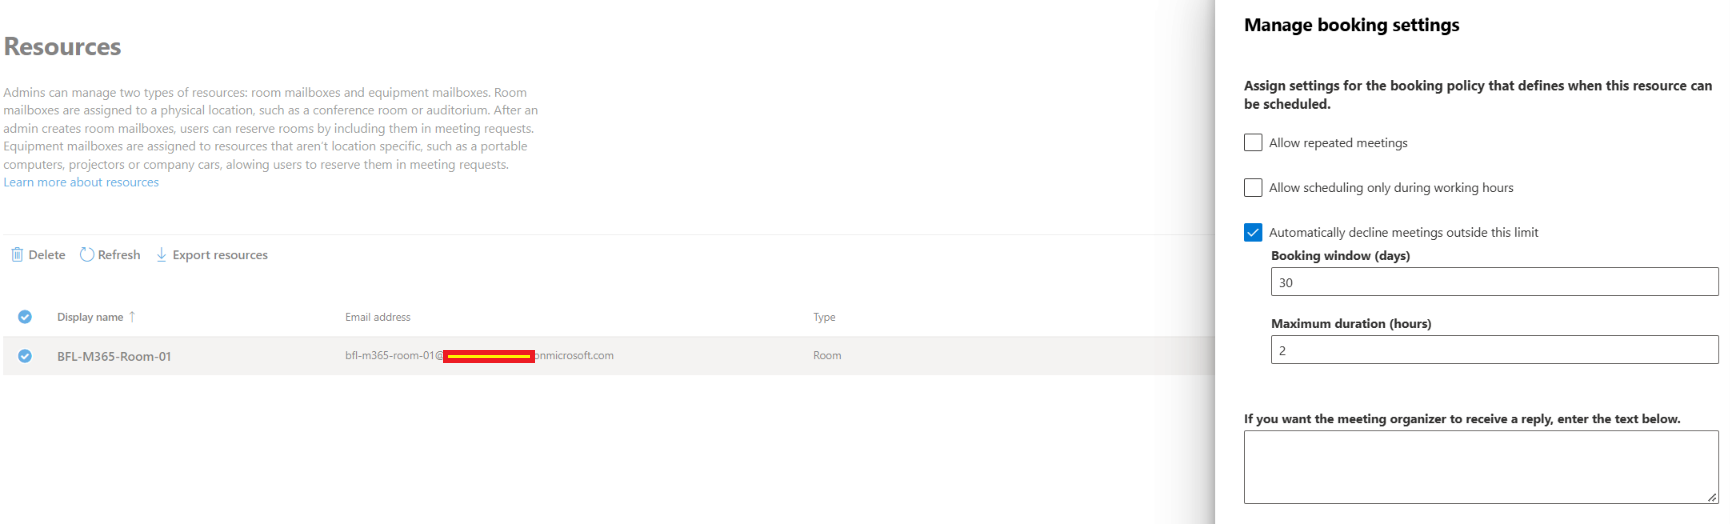 Resources
Admins can manage two types of resources: room mailboxes and equipment mailboxes. Room
mailboxes are assigned to a physical location, such as a conference room or auditorium. After an
admin creates room mailboxes, users can reserve rooms by including them in meeting requests.
Equipment mailboxes are assigned to resources that aren't location specific, such as a portable
computers, projectors or company cars, alowing users to reserve them in meeting requests.
Learn more about resources
Delete Refresh Export resources
Display name ↑ Email address Type
BFL-M365-Room-01 bfl-m365-room-01@ onmicrosoft.com Room
Manage booking settings
Assign settings for the booking policy that defines when this resource can
be scheduled.
Allow repeated meetings
Allow scheduling only during working hours
Automatically decline meetings outside this limit
Booking window (days)
30
Maximum duration (hours)
2
If you want the meeting organizer to receive a reply, enter the text below.